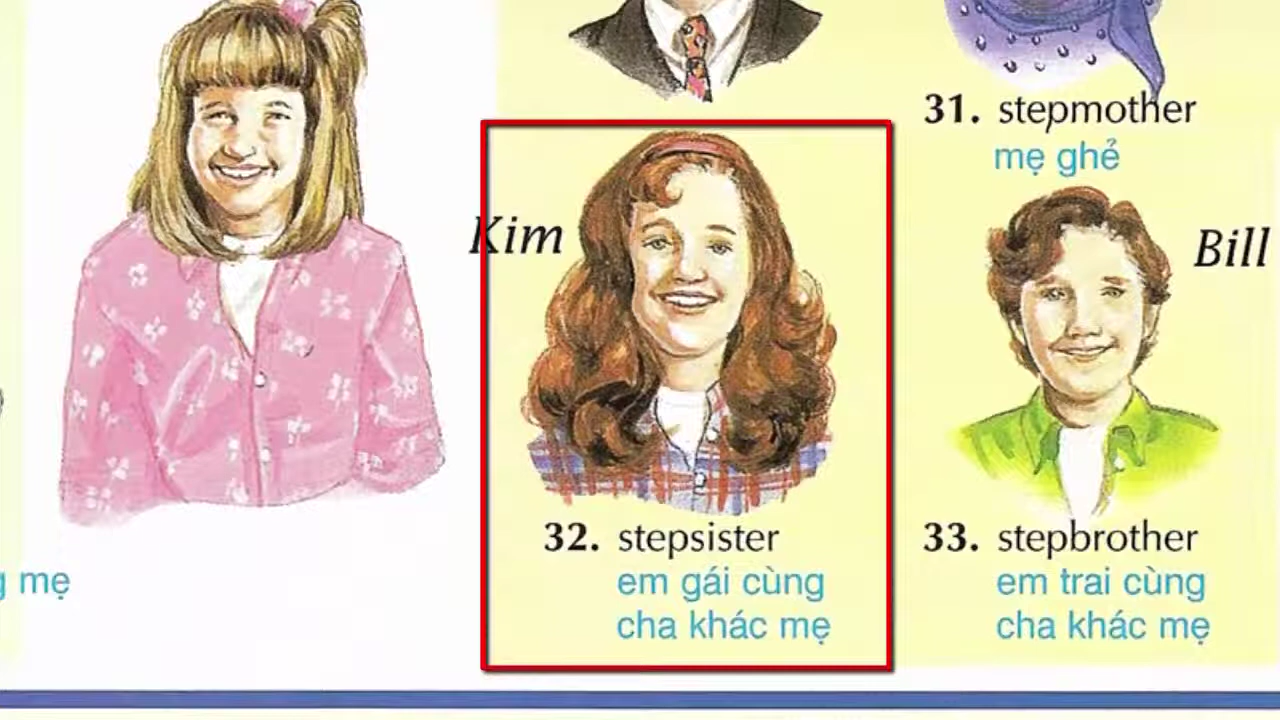 31. stepmother
mẹ ghẻ
Kim
Bill
32. stepsister
em gái cùng
cha khác mẹ
33. stepbrother
em trai cùng
cha khác mẹ
mẹ